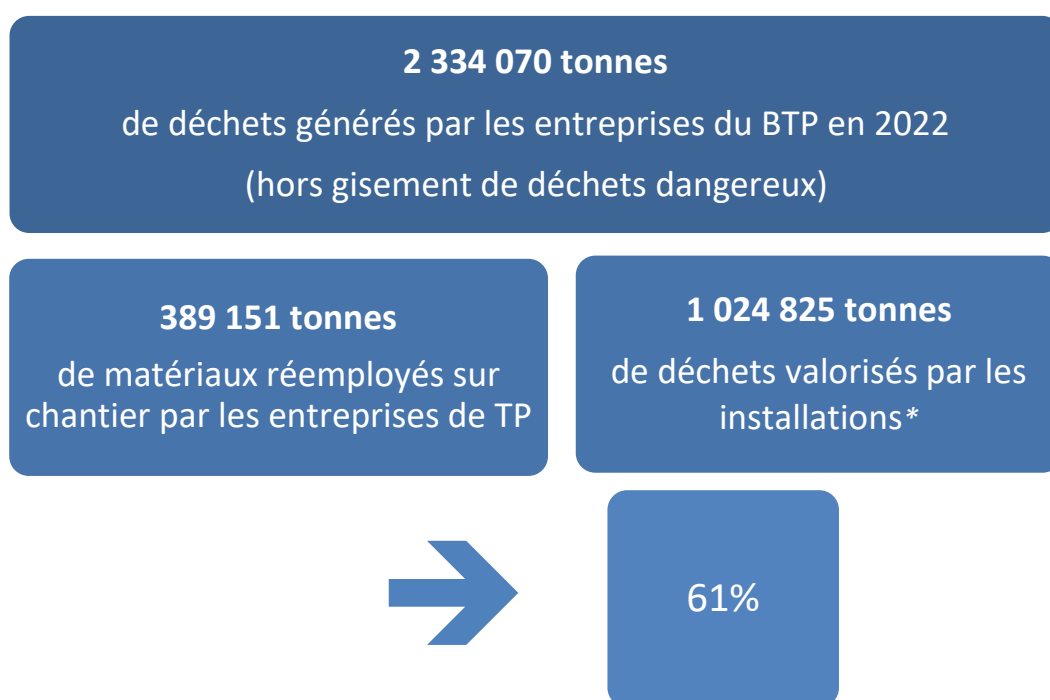 2 334 070 tonnes
de déchets générés par les entreprises du BTP en 2022
(hors gisement de déchets dangereux)
389 151 tonnes
de matériaux réemployés sur
chantier par les entreprises de TP
1 024 825 tonnes
de déchets valorisés par les
installations*
61%